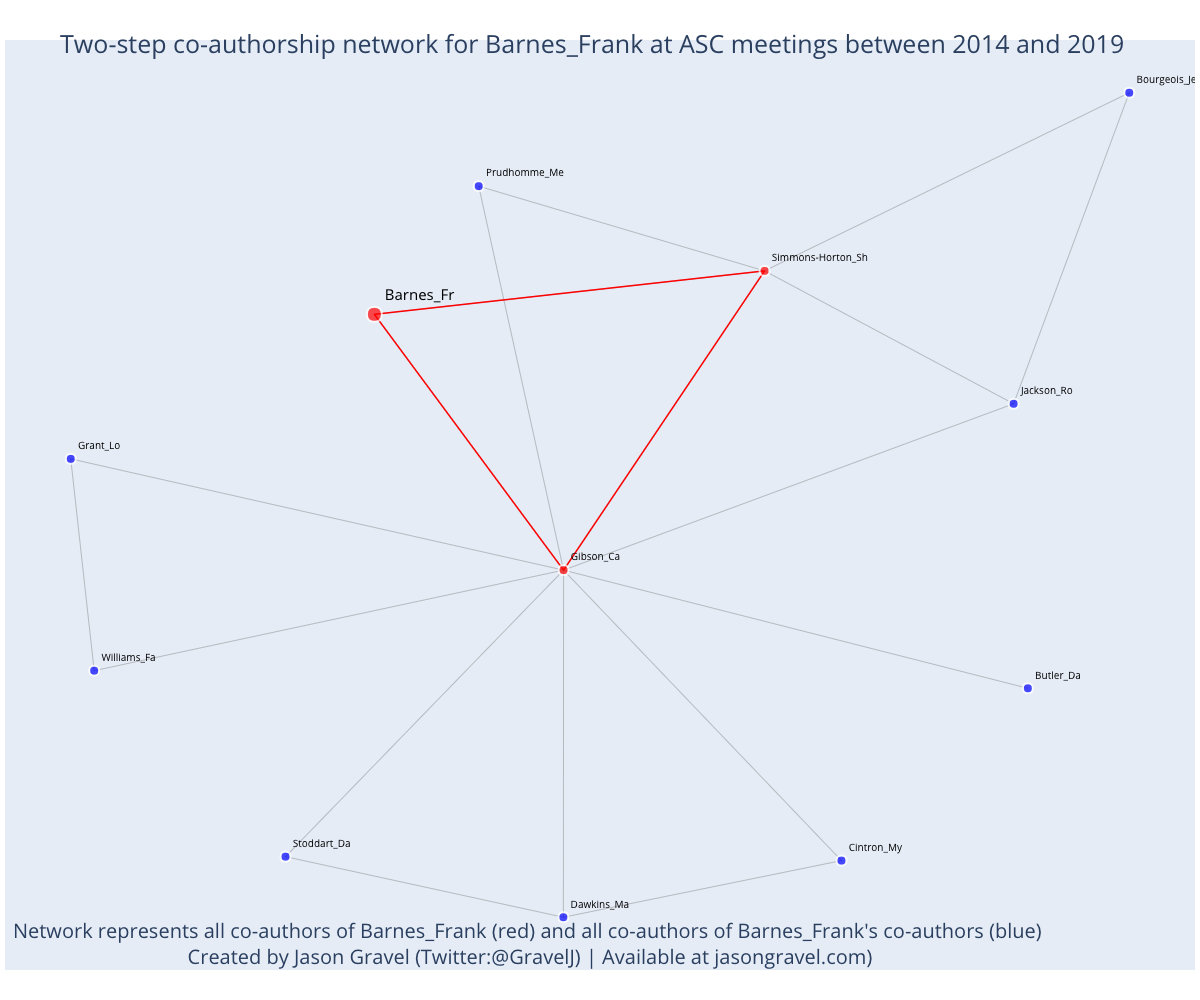 Two-step co-authorship network for Barnes_Frank at ASC meetings between 2014 and 2019
Bourgeois_Je
Prudhomme_Me
Simmons-Horton_Sh
Barnes_Fr
Jackson_Ro
Grant_Lo
Gibson_Ca
Williams_Fa
Butler_Da
Stoddart_Da
Cintron_My
Dawkins_Ma
Network represents all co-authors of Barnes_Frank (red) and all co-authors of Barnes_Frank's co-authors (blue)
Created by Jason Gravel (Twitter:@GravelJ) | Available at jasongravel.com)